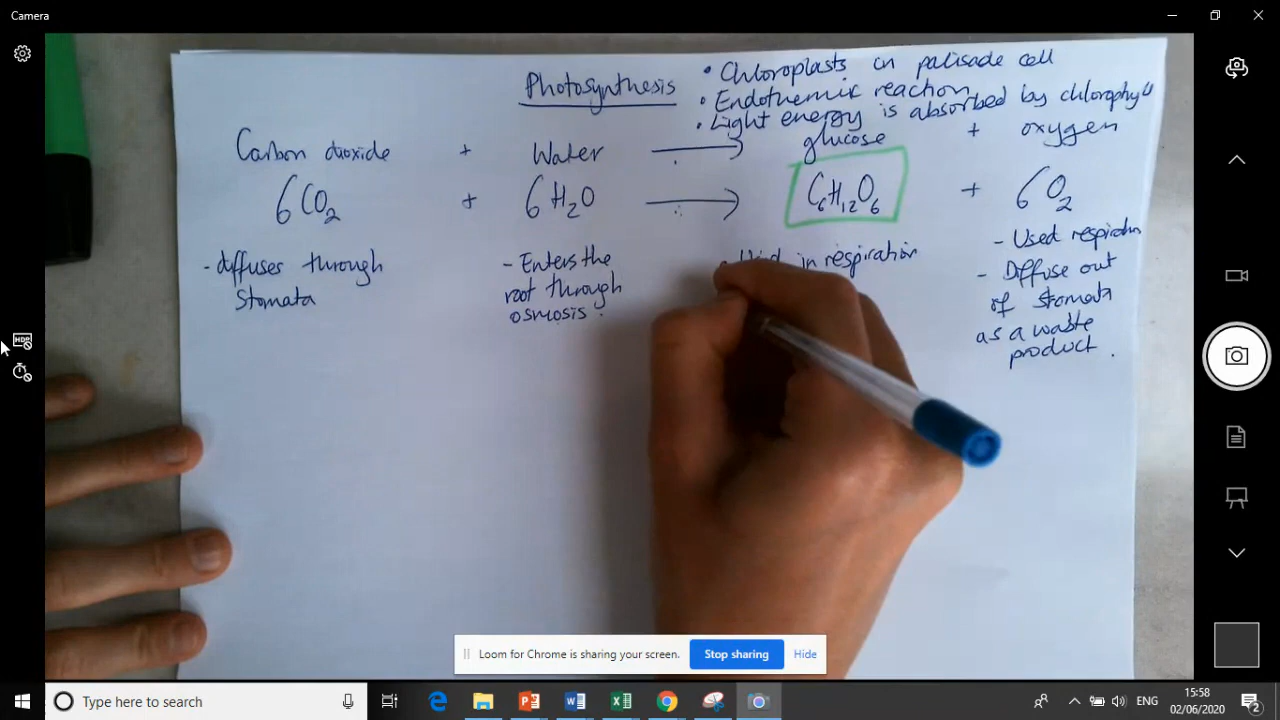 Camera
Photosynthesis
• Chloroplasts in palisade cell
• Endothermic reaction
• Light energy is absorbed by chlorophyll
Carbon dioxide + Water → glucose + oxygen
6CO2 + 6H2O → C6H12O6 + 6O2
- diffuses through
stomata
- Enters the
root through
osmosis.
in respiration
- Used respiration
- Diffuse out
of stomata
as a waste
product.
Loom for Chrome is sharing your screen.
Stop sharing
Hide
Type here to search
ENG
15:58
02/06/2020
2